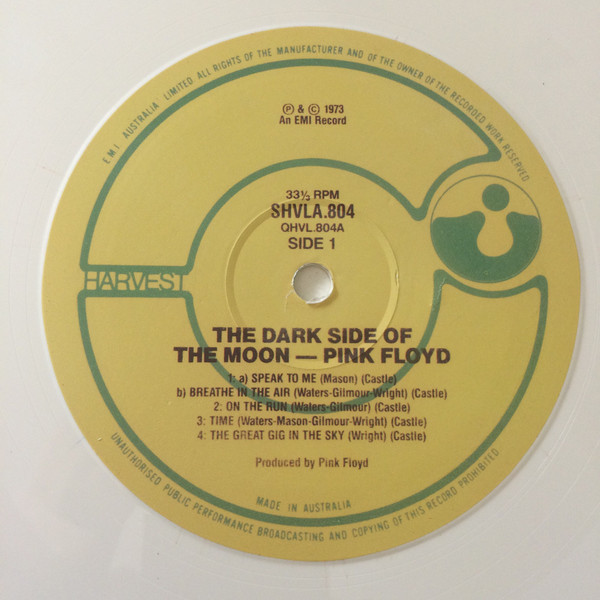 E.M.I. AUSTRALIA LIMITED. ALL RIGHTS OF THE MANUFACTURER AND OF THE OWNER OF THE RECORDED WORK RESERVED
Ⓟ & © 1973
An EMI Record
33⅓ RPM
SHVLA.804
QHVL.804A
SIDE 1
HARVEST
THE DARK SIDE OF
THE MOON — PINK FLOYD
1: a) SPEAK TO ME (Mason) (Castle)
b) BREATHE IN THE AIR (Waters-Gilmour-Wright) (Castle)
2: ON THE RUN (Waters-Gilmour) (Castle)
3: TIME (Waters-Mason-Gilmour-Wright) (Castle)
4: THE GREAT GIG IN THE SKY (Wright) (Castle)
Produced by Pink Floyd
MADE IN AUSTRALIA
UNAUTHORISED PUBLIC PERFORMANCE BROADCASTING AND COPYING OF THIS RECORD PROHIBITED